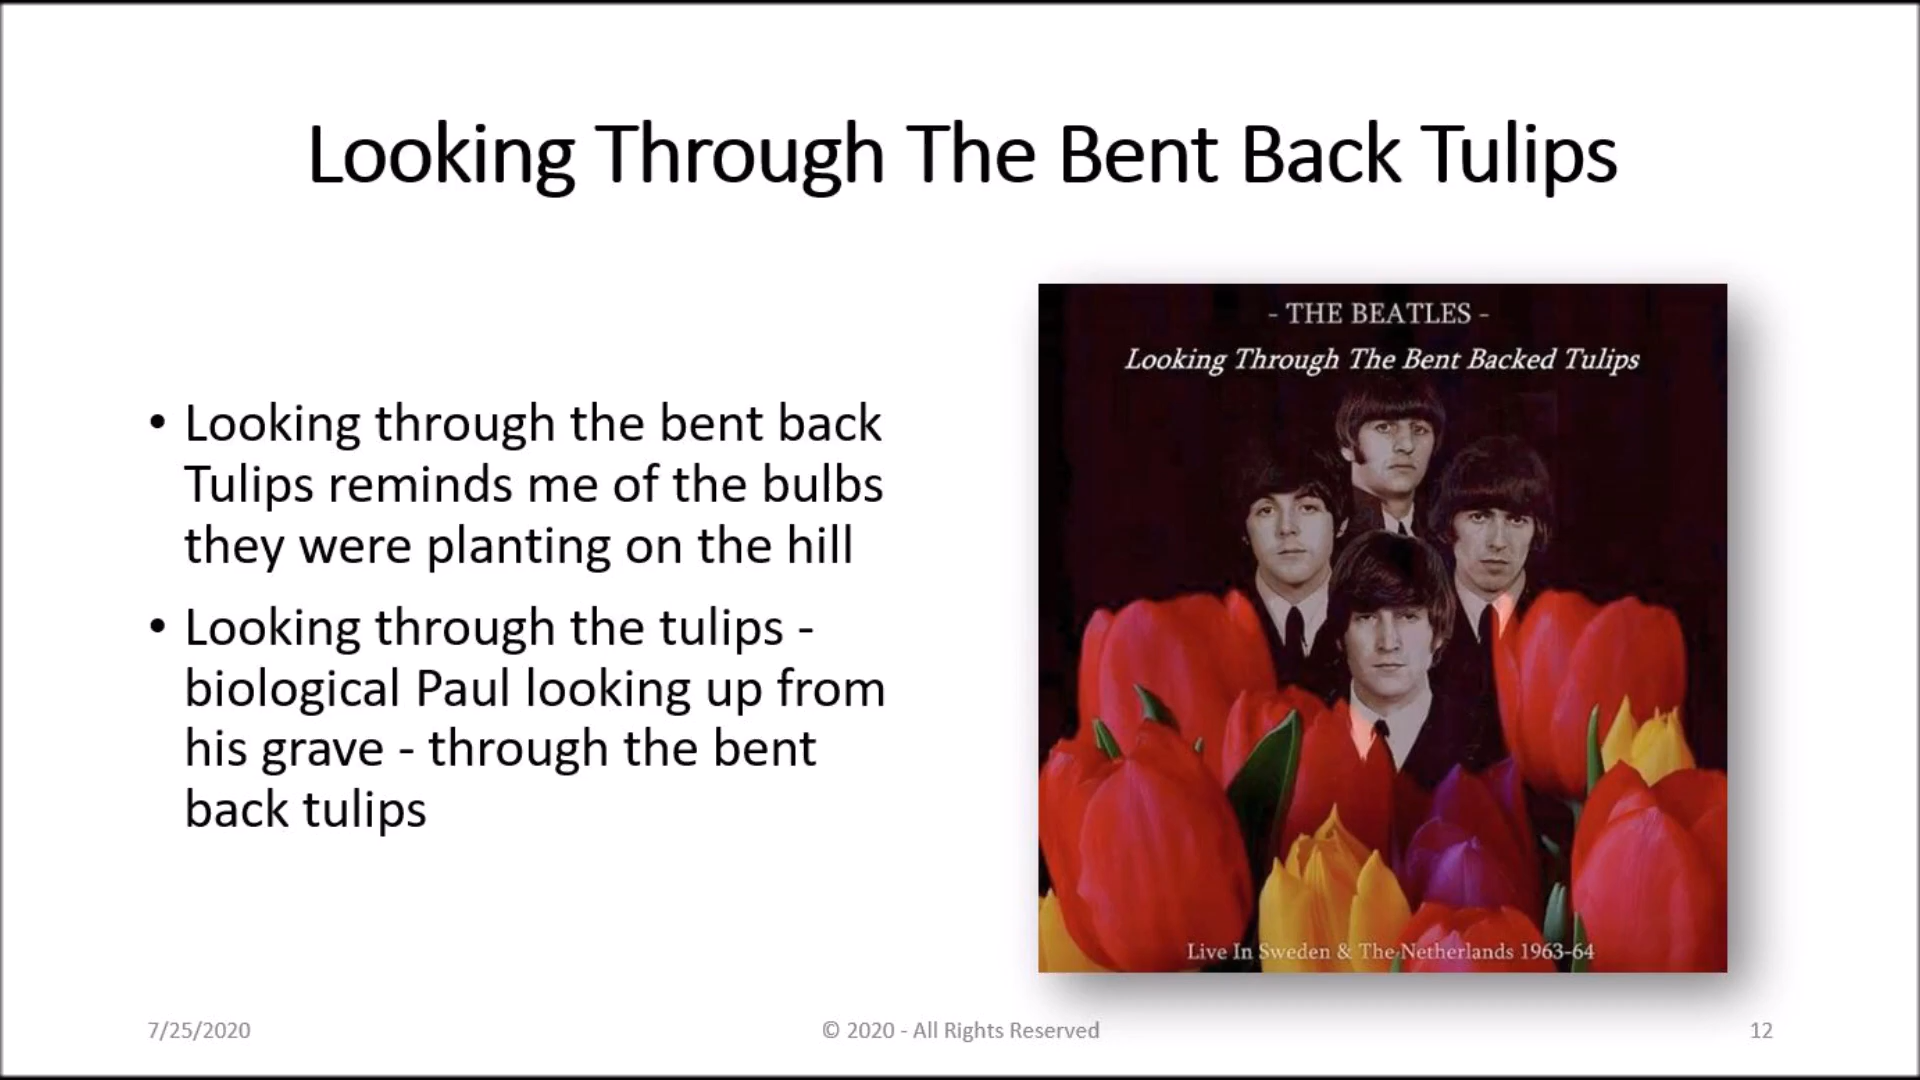 Looking Through The Bent Back Tulips
• Looking through the bent back
Tulips reminds me of the bulbs
they were planting on the hill
• Looking through the tulips -
biological Paul looking up from
his grave - through the bent
back tulips
- THE BEATLES -
Looking Through The Bent Backed Tulips
Live In Sweden & The Netherlands 1963-64
7/25/2020
© 2020 - All Rights Reserved
12